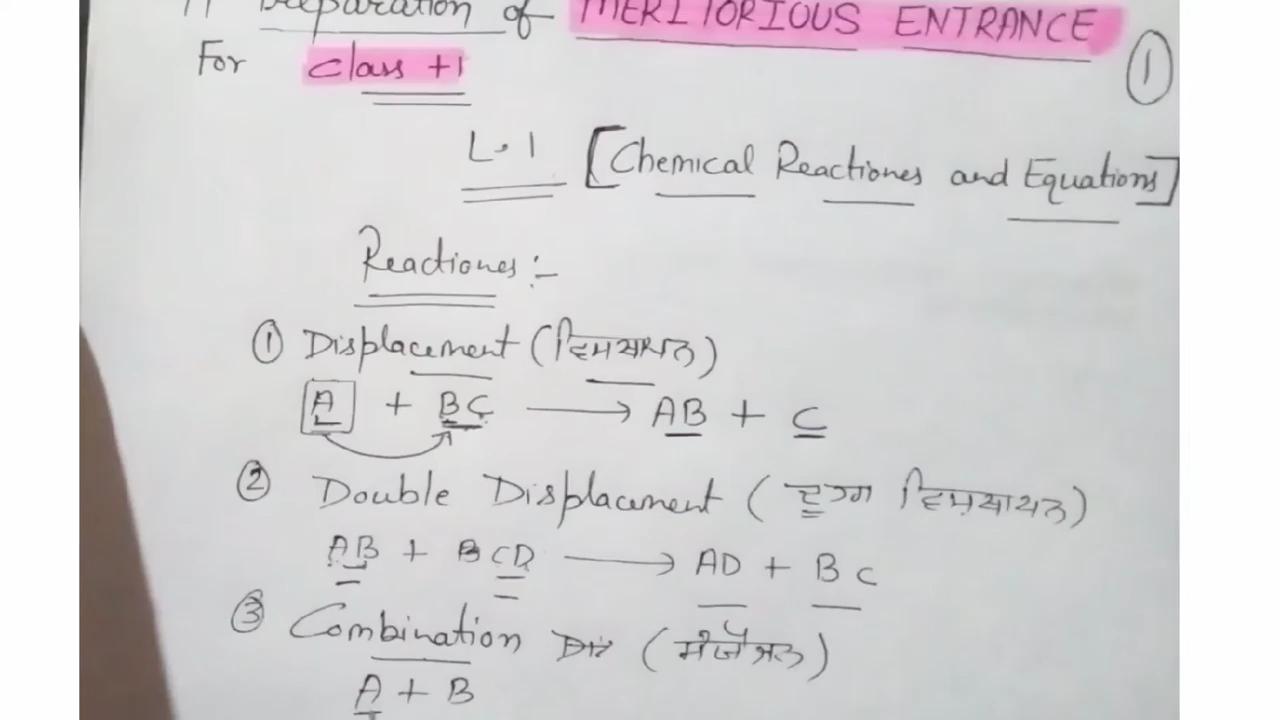 Preparation of MERITORIOUS ENTRANCE
For class +1
1
L.1 [Chemical Reactiones and Equations]
Reactiones :-
① Displacement (ਵਿਸਥਾਪਨ)
A + BC ⟶ AB + C
② Double Displacement (ਦੂਹਰਾ ਵਿਸਥਾਪਨ)
AB + CD ⟶ AD + BC
③ Combination (ਸੰਯੋਜਨ)
A + B